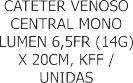 CATETER VENOSO
CENTRAL MONO
LUMEN 6,5FR (14G)
X 20CM, KFF /
UNIDAS